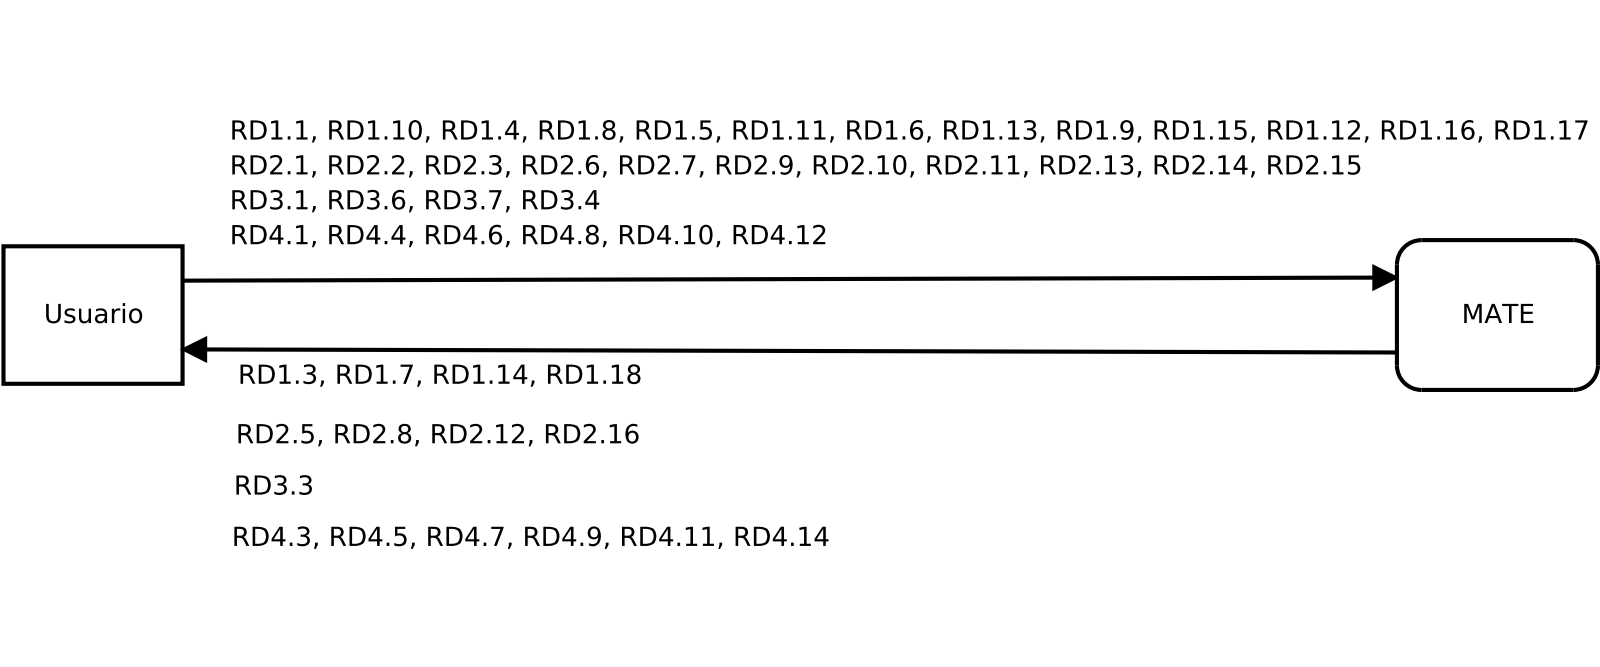 RD1.1, RD1.10, RD1.4, RD1.8, RD1.5, RD1.11, RD1.6, RD1.13, RD1.9, RD1.15, RD1.12, RD1.16, RD1.17
RD2.1, RD2.2, RD2.3, RD2.6, RD2.7, RD2.9, RD2.10, RD2.11, RD2.13, RD2.14, RD2.15
RD3.1, RD3.6, RD3.7, RD3.4
RD4.1, RD4.4, RD4.6, RD4.8, RD4.10, RD4.12
Usuario
MATE
RD1.3, RD1.7, RD1.14, RD1.18
RD2.5, RD2.8, RD2.12, RD2.16
RD3.3
RD4.3, RD4.5, RD4.7, RD4.9, RD4.11, RD4.14